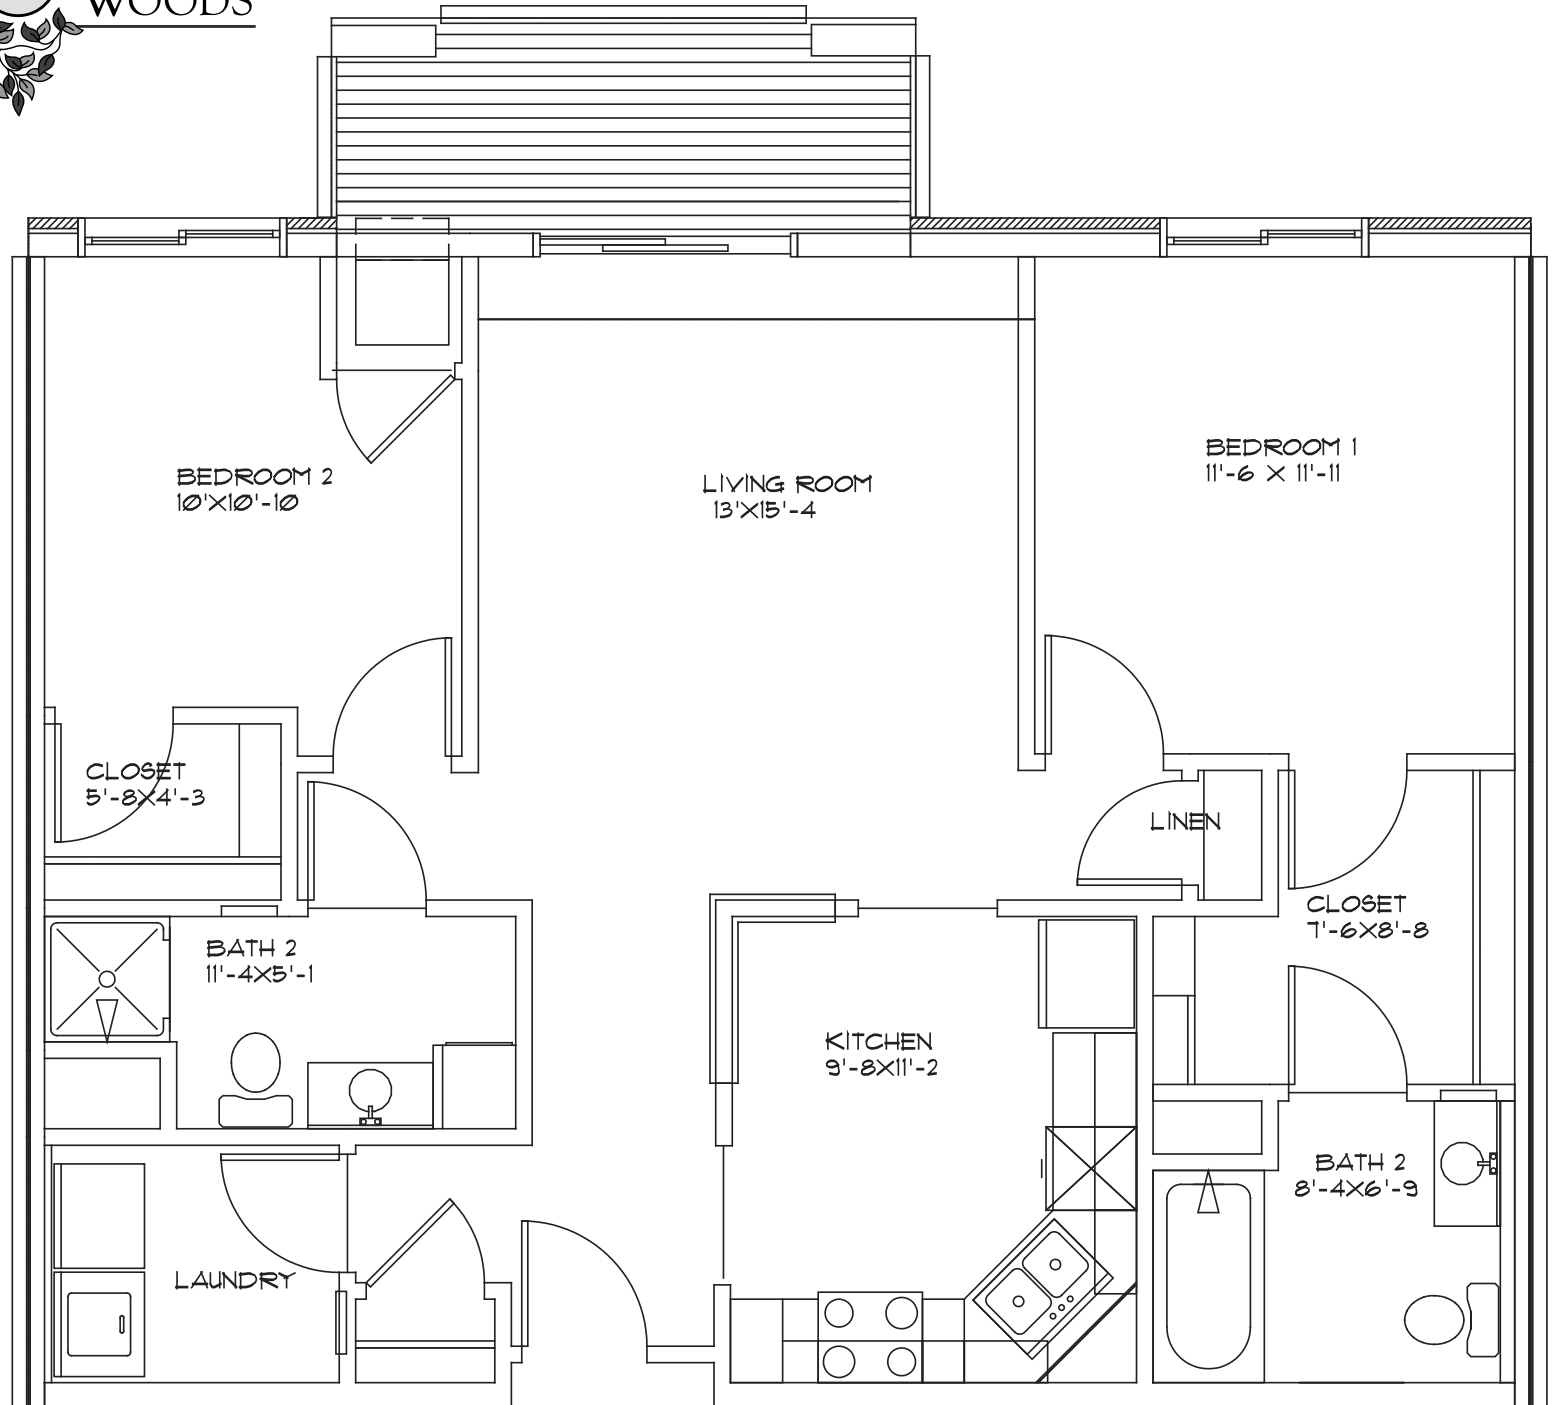 WOODS
BEDROOM 2
10'X10'-10
LIVING ROOM
13'X15'-4
BEDROOM 1
11'-6 X 11'-11
CLOSET
5'-8X4'-3
LINEN
CLOSET
7'-6X8'-8
BATH 2
11'-4X5'-1
KITCHEN
9'-8X11'-2
BATH 2
8'-4X6'-9
LAUNDRY